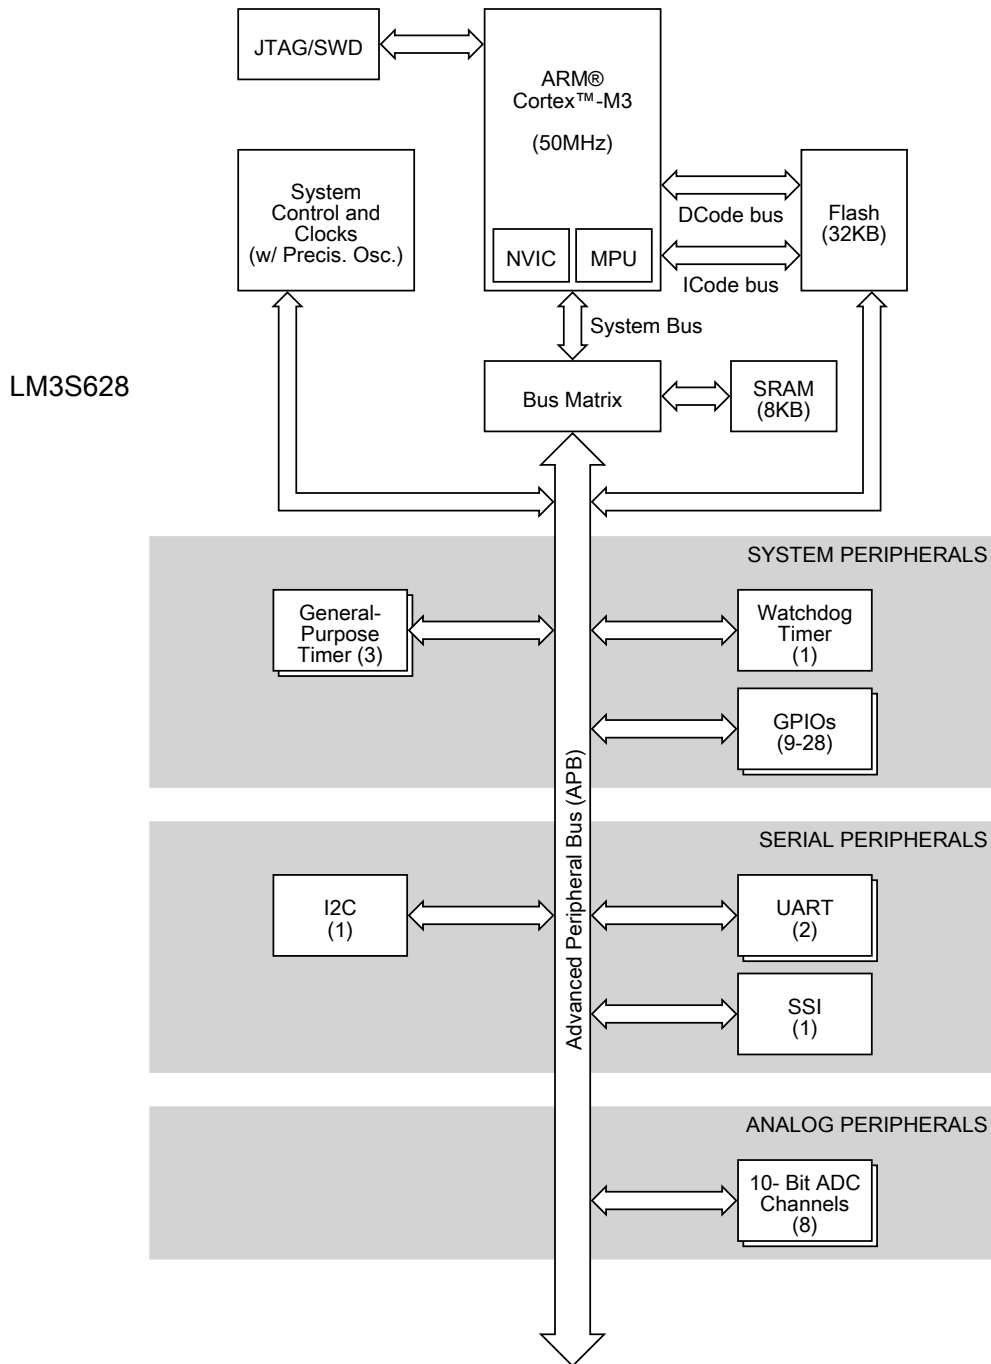 JTAG/SWD
ARM®
Cortex™-M3
(50MHz)
System
Control and
Clocks
(w/ Precis. Osc.)
NVIC
MPU
DCode bus
ICode bus
Flash
(32KB)
System Bus
LM3S628
Bus Matrix
SRAM
(8KB)
SYSTEM PERIPHERALS
General-
Purpose
Timer (3)
Watchdog
Timer
(1)
GPIOs
(9-28)
Advanced Peripheral Bus (APB)
SERIAL PERIPHERALS
I2C
(1)
UART
(2)
SSI
(1)
ANALOG PERIPHERALS
10- Bit ADC
Channels
(8)